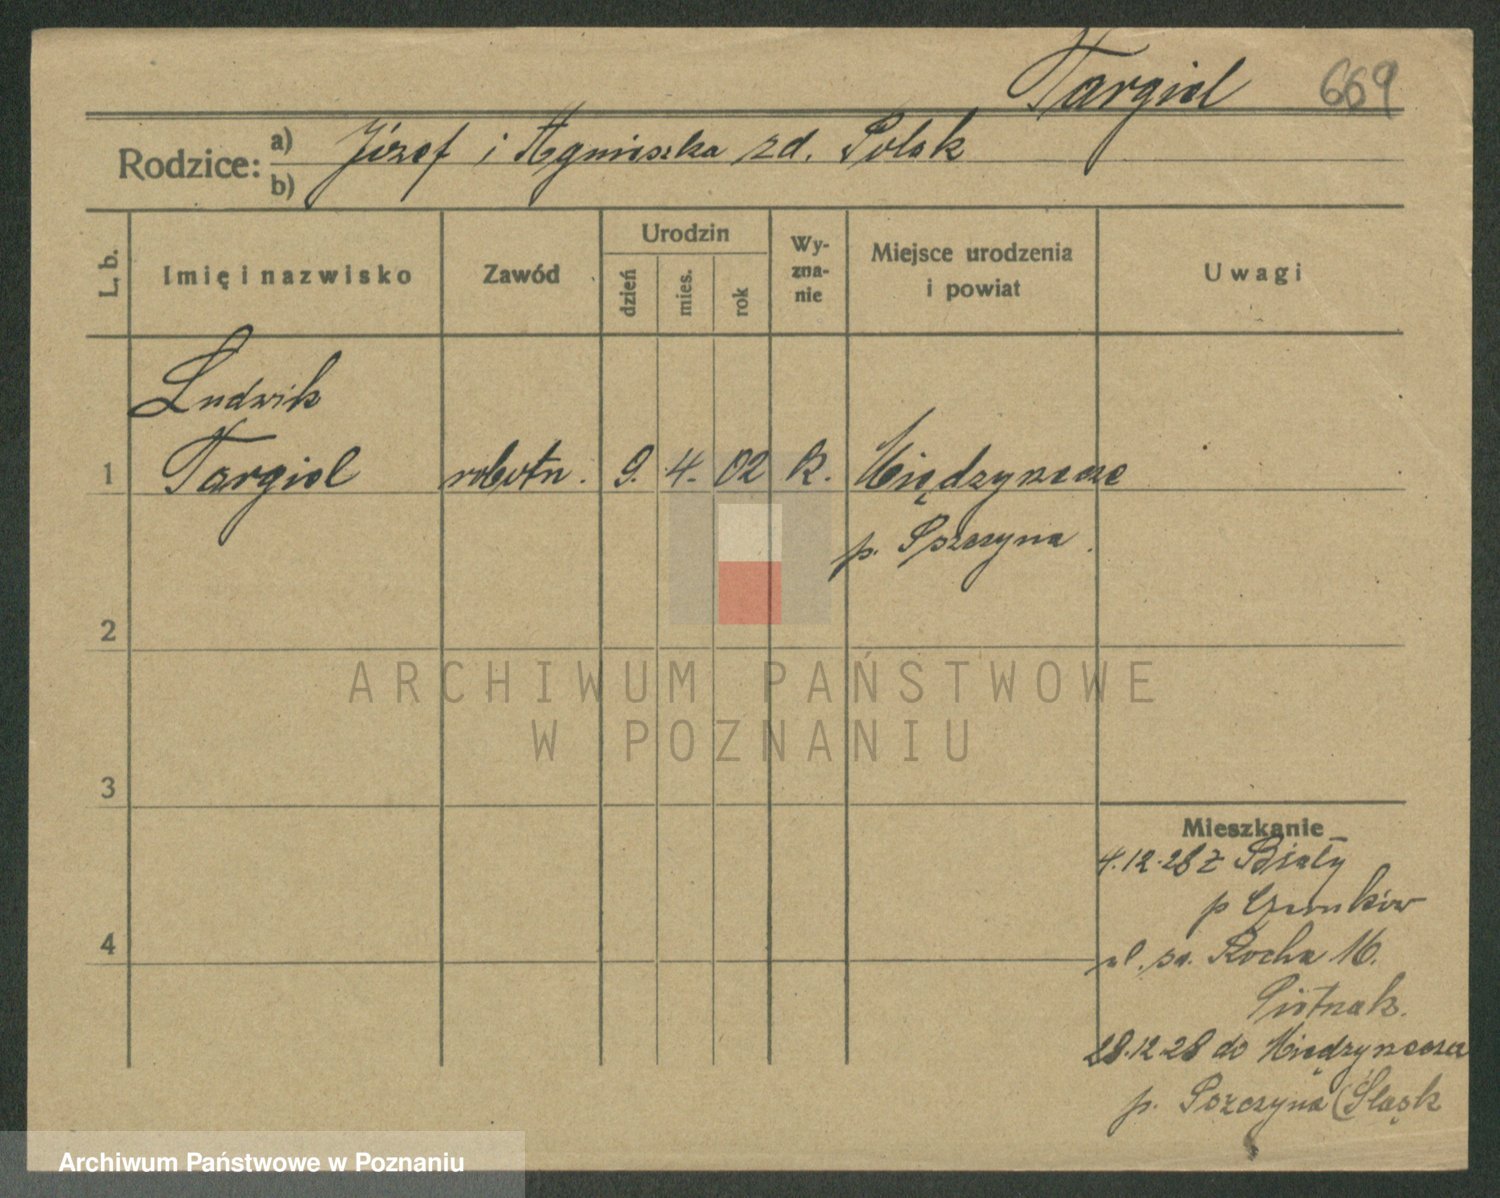 Targiel 669
Rodzice: a) Józef i Agnieszka zd. Polak
b)
L. b. Imię i nazwisko Zawód Urodzin dzień mies. rok Wy-zna-nie Miejsce urodzenia i powiat Uwagi
Ludwik
1 Targiel robotn. 9. 4. 02 k. Międzyrzecze
p. Pszczyna.
2
ARCHIWUM PAŃSTWOWE
W POZNANIU
3
Mieszkanie
4.12.28 z Biały
p Czarnków
4
ul. św. Rocha 16.
28.12.28 do Międzyrzecza
p. Pszczyna (Śląsk
Archiwum Państwowe w Poznaniu